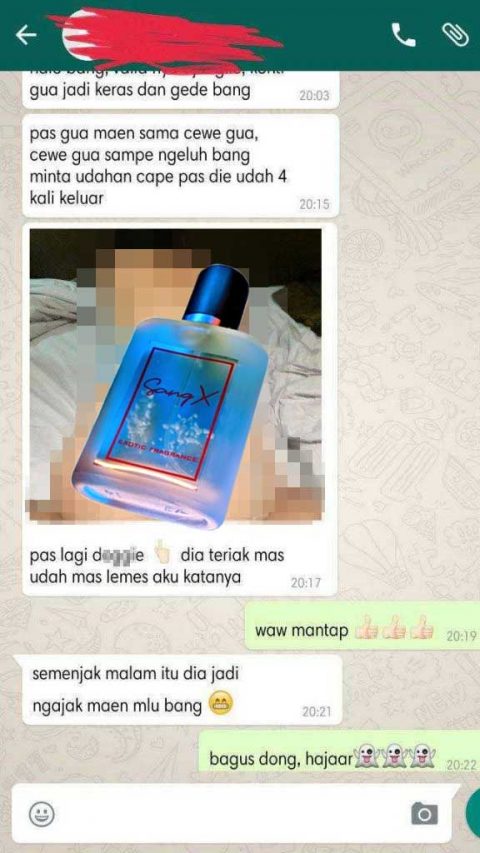 gua jadi keras dan gede bang
20:03
pas gua maen sama cewe gua,
cewe gua sampe ngeluh bang
minta udahan cape pas die udah 4
kali keluar
20:15
SangX
EXOTIC FRAGRANCE
pas lagi doggie 👆 dia teriak mas
udah mas lemes aku katanya
20:17
waw mantap 👍👍👍
20:19
semenjak malam itu dia jadi
ngajak maen mlu bang 😁
20:21
bagus dong, hajaar👻👻👻
20:22